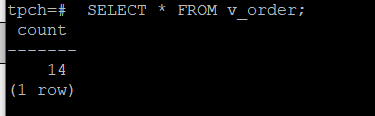 tpch=#  SELECT * FROM v_order;
 count
-------
    14
(1 row)